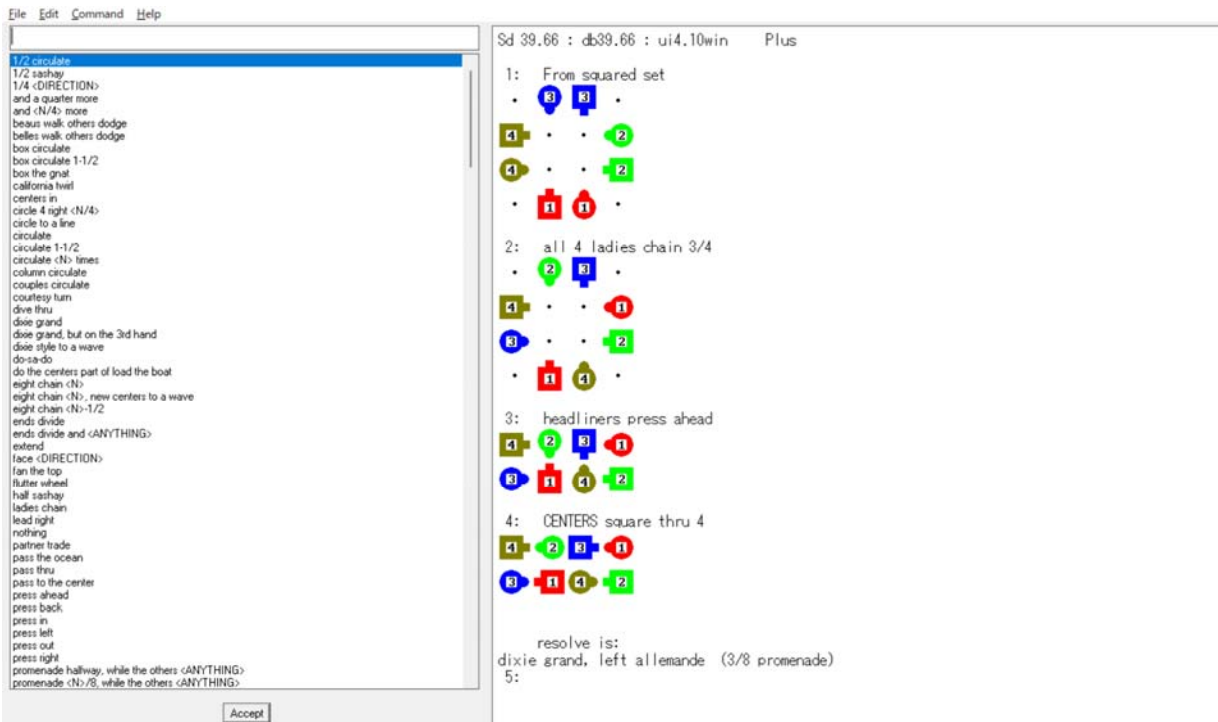 File Edit Command Help
1/2 circulate
1/2 sashay
1/4 <DIRECTION>
and a quarter more
and <N/4> more
beaus walk others dodge
belles walk others dodge
box circulate
box circulate 1-1/2
box the gnat
california twirl
centers in
circle 4 right <N/4>
circle to a line
circulate
circulate 1-1/2
circulate <N> times
column circulate
couples circulate
courtesy turn
dive thru
dixie grand
dixie grand, but on the 3rd hand
dixie style to a wave
do-sa-do
do the centers part of load the boat
eight chain <N>
eight chain <N>, new centers to a wave
eight chain <N>-1/2
ends divide
ends divide and <ANYTHING>
extend
face <DIRECTION>
fan the top
flutter wheel
half sashay
ladies chain
lead right
nothing
partner trade
pass the ocean
pass thru
pass to the center
press ahead
press back
press in
press left
press out
press right
promenade halfway, while the others <ANYTHING>
promenade <N>/8, while the others <ANYTHING>
Accept
Sd 39.66 : db39.66 : ui4.10win Plus
1: From squared set
3 3
4 2
4 2
1 1
2: all 4 ladies chain 3/4
2 3
4 1
3 2
1 4
3: headliners press ahead
4 2 3 1
3 1 4 2
4: CENTERS square thru 4
4 2 3 1
3 1 4 2
resolve is:
dixie grand, left allemande (3/8 promenade)
5: